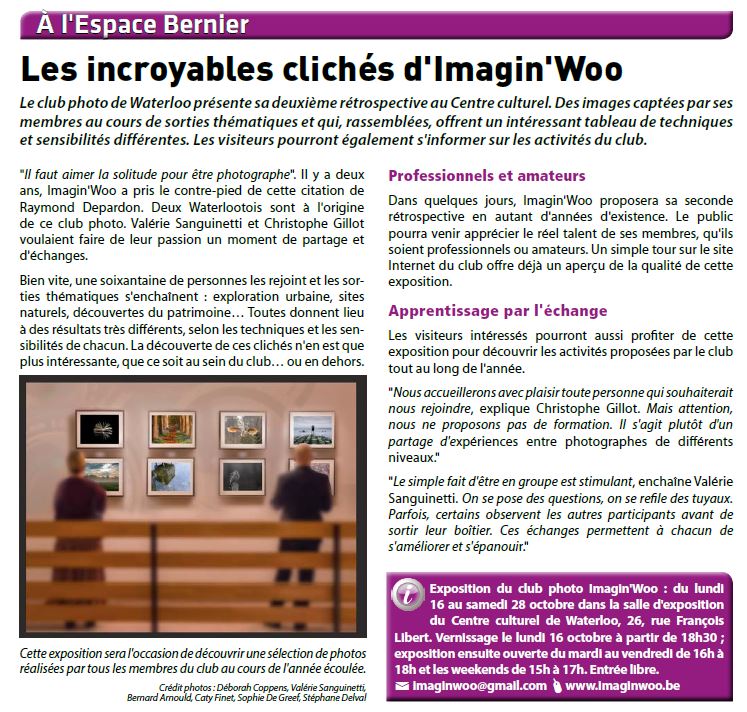 À l'Espace Bernier
Les incroyables clichés d'Imagin'Woo
Le club photo de Waterloo présente sa deuxième rétrospective au Centre culturel. Des images captées par ses
membres au cours de sorties thématiques et qui, rassemblées, offrent un intéressant tableau de techniques
et sensibilités différentes. Les visiteurs pourront également s'informer sur les activités du club.
"Il faut aimer la solitude pour être photographe". Il y a deux
ans, Imagin'Woo a pris le contre-pied de cette citation de
Raymond Depardon. Deux Waterlootois sont à l'origine
de ce club photo. Valérie Sanguinetti et Christophe Gillot
voulaient faire de leur passion un moment de partage et
d'échanges.
Bien vite, une soixantaine de personnes les rejoint et les sor-
ties thématiques s'enchaînent : exploration urbaine, sites
naturels, découvertes du patrimoine… Toutes donnent lieu
à des résultats très différents, selon les techniques et les sen-
sibilités de chacun. La découverte de ces clichés n'en est que
plus intéressante, que ce soit au sein du club… ou en dehors.
Cette exposition sera l'occasion de découvrir une sélection de photos
réalisées par tous les membres du club au cours de l'année écoulée.
Crédit photos : Déborah Coppens, Valérie Sanguinetti,
Bernard Arnould, Caty Finet, Sophie De Greef, Stéphane Delval
Professionnels et amateurs
Dans quelques jours, Imagin'Woo proposera sa seconde
rétrospective en autant d'années d'existence. Le public
pourra venir apprécier le réel talent de ses membres, qu'ils
soient professionnels ou amateurs. Un simple tour sur le site
Internet du club offre déjà un aperçu de la qualité de cette
exposition.
Apprentissage par l'échange
Les visiteurs intéressés pourront aussi profiter de cette
exposition pour découvrir les activités proposées par le club
tout au long de l'année.
"Nous accueillerons avec plaisir toute personne qui souhaiterait
nous rejoindre, explique Christophe Gillot. Mais attention,
nous ne proposons pas de formation. Il s'agit plutôt d'un
partage d'expériences entre photographes de différents
niveaux."
"Le simple fait d'être en groupe est stimulant, enchaîne Valérie
Sanguinetti. On se pose des questions, on se refile des tuyaux.
Parfois, certains observent les autres participants avant de
sortir leur boîtier. Ces échanges permettent à chacun de
s'améliorer et s'épanouir."
i
Exposition du club photo Imagin'Woo : du lundi
16 au samedi 28 octobre dans la salle d'exposition
du Centre culturel de Waterloo, 26, rue François
Libert. Vernissage le lundi 16 octobre à partir de 18h30 ;
exposition ensuite ouverte du mardi au vendredi de 16h à
18h et les weekends de 15h à 17h. Entrée libre.
imaginwoo@gmail.com www.imaginwoo.be